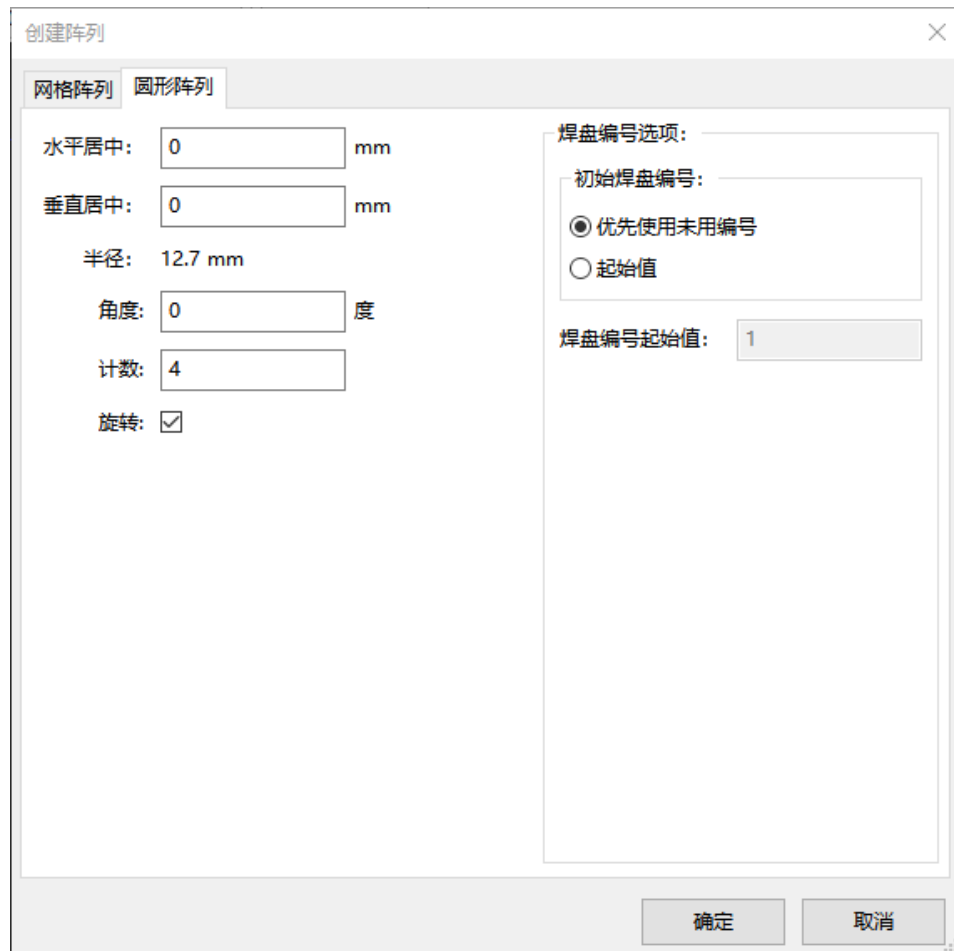 创建阵列
网格阵列 圆形阵列
水平居中： 0 mm
垂直居中： 0 mm
半径： 12.7 mm
角度: 0 度
计数: 4
旋转:
焊盘编号选项：
初始焊盘编号：
优先使用未用编号
起始值
焊盘编号起始值： 1
确定 取消